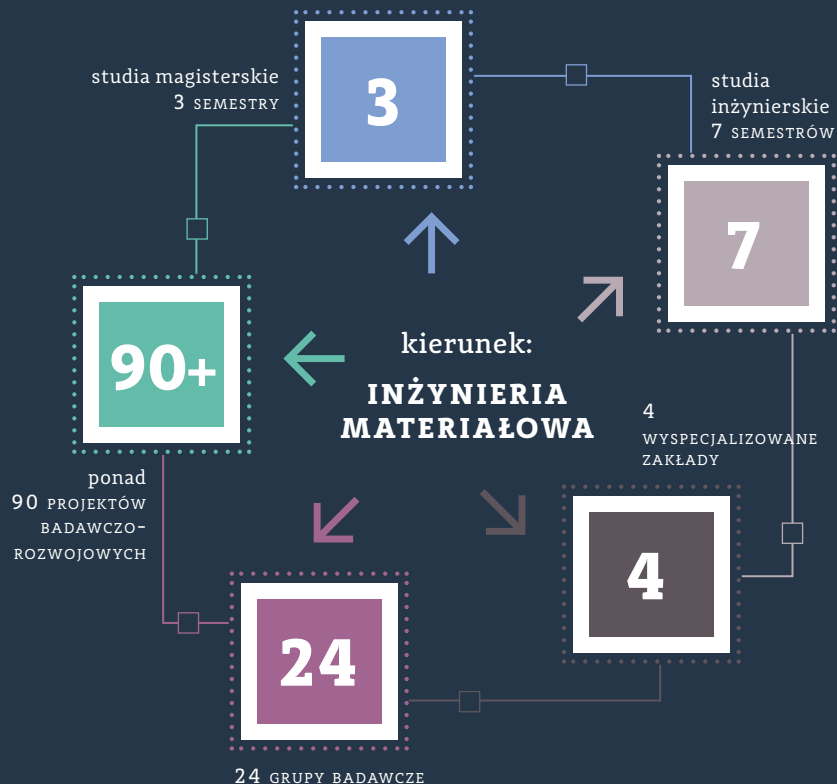 studia magisterskie
3 SEMESTRY
3
studia
inżynierskie
7 SEMESTRÓW
7
90+
kierunek:
INŻYNIERIA
MATERIAŁOWA
4
WYSPECJALIZOWANE
ZAKŁADY
ponad
90 PROJEKTÓW
BADAWCZO-
ROZWOJOWYCH
4
24
24 GRUPY BADAWCZE